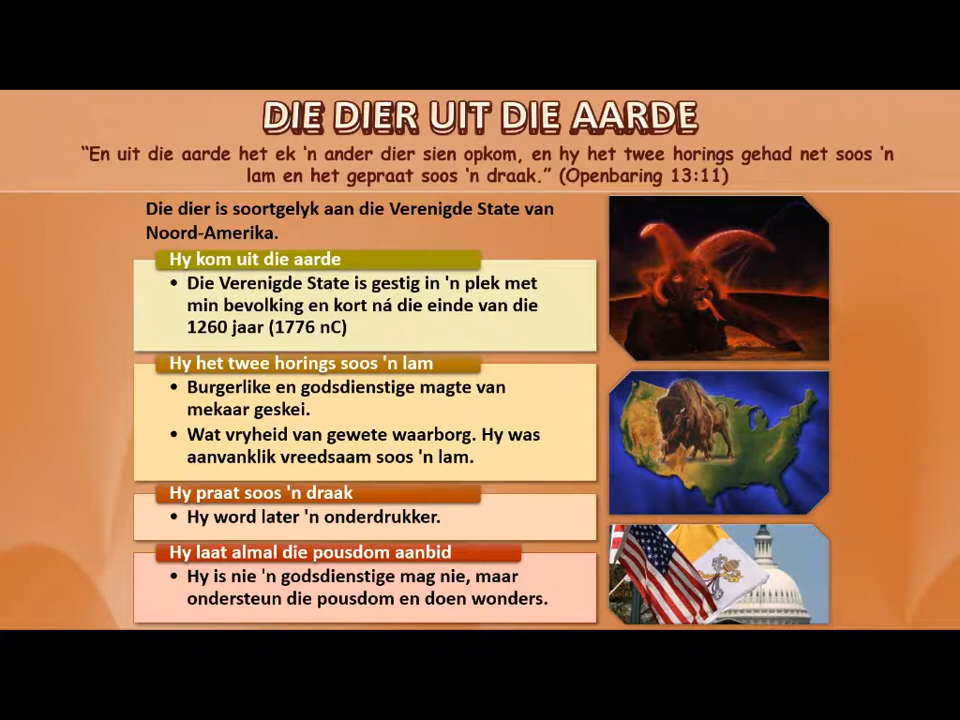 DIE DIER UIT DIE AARDE
“En uit die aarde het ek ‘n ander dier sien opkom, en hy het twee horings gehad net soos ‘n
lam en het gepraat soos ‘n draak.” (Openbaring 13:11)
Die dier is soortgelyk aan die Verenigde State van
Noord-Amerika.
Hy kom uit die aarde
• Die Verenigde State is gestig in 'n plek met
min bevolking en kort ná die einde van die
1260 jaar (1776 nC)
Hy het twee horings soos 'n lam
• Burgerlike en godsdienstige magte van
mekaar geskei.
• Wat vryheid van gewete waarborg. Hy was
aanvanklik vreedsaam soos 'n lam.
Hy praat soos 'n draak
• Hy word later 'n onderdrukker.
Hy laat almal die pousdom aanbid
• Hy is nie 'n godsdienstige mag nie, maar
ondersteun die pousdom en doen wonders.